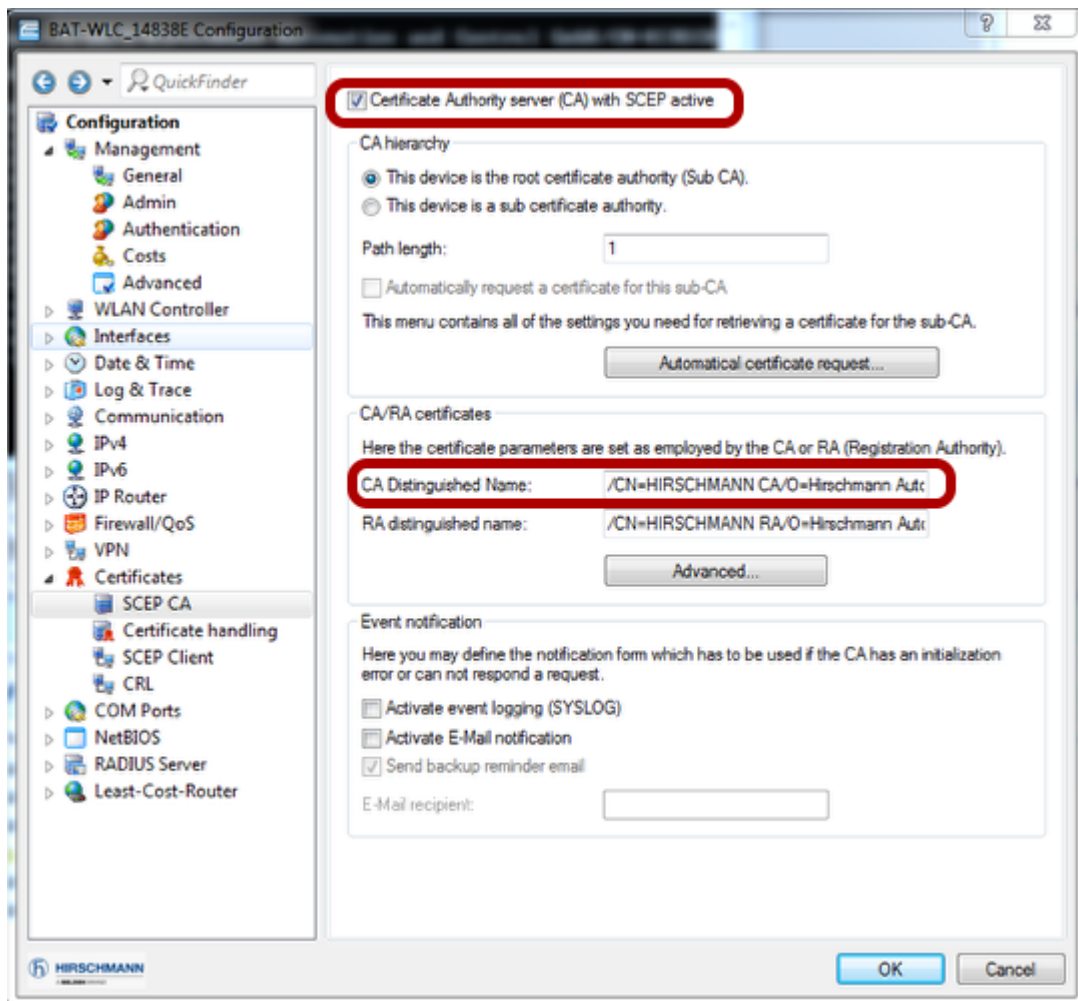 BAT-WLC_14838E Configuration
QuickFinder
Configuration
Management
General
Admin
Authentication
Costs
Advanced
WLAN Controller
Interfaces
Date & Time
Log & Trace
Communication
IPv4
IPv6
IP Router
Firewall/QoS
VPN
Certificates
SCEP CA
Certificate handling
SCEP Client
CRL
COM Ports
NetBIOS
RADIUS Server
Least-Cost-Router
Certificate Authority server (CA) with SCEP active
CA hierarchy
This device is the root certificate authority (Sub CA).
This device is a sub certificate authority.
Path length: 1
Automatically request a certificate for this sub-CA
This menu contains all of the settings you need for retrieving a certificate for the sub-CA.
Automatical certificate request...
CA/RA certificates
Here the certificate parameters are set as employed by the CA or RA (Registration Authority).
CA Distinguished Name: /CN=HIRSCHMANN CA/O=Hirschmann Auto
RA distinguished name: /CN=HIRSCHMANN RA/O=Hirschmann Auto
Advanced...
Event notification
Here you may define the notification form which has to be used if the CA has an initialization
error or can not respond a request.
Activate event logging (SYSLOG)
Activate E-Mail notification
Send backup reminder email
E-Mail recipient:
HIRSCHMANN
OK Cancel